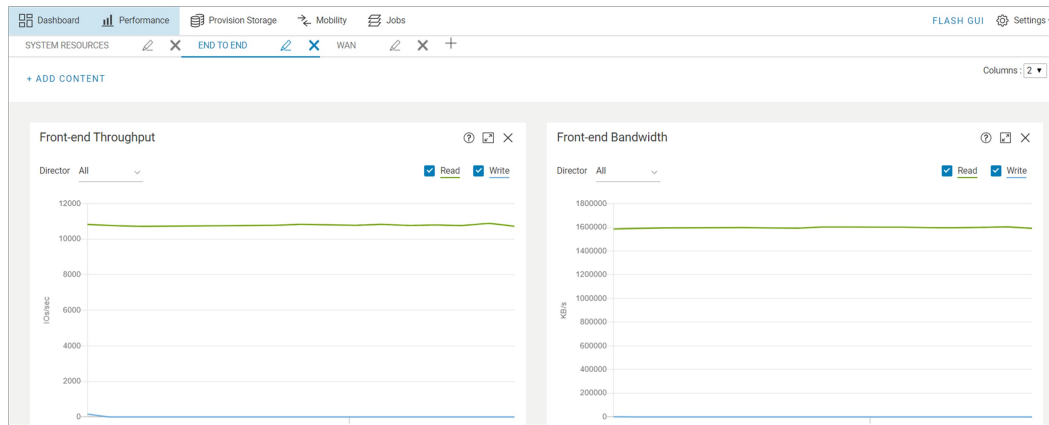 Dashboard Performance Provision Storage Mobility Jobs FLASH GUI Settings
SYSTEM RESOURCES END TO END WAN
+ ADD CONTENT Columns : 2
Front-end Throughput
Director All Read Write
12000
10000
8000
6000
4000
2000
0
IOs/sec
Front-end Bandwidth
Director All Read Write
1800000
1600000
1400000
1200000
1000000
800000
600000
400000
200000
0
KB/s